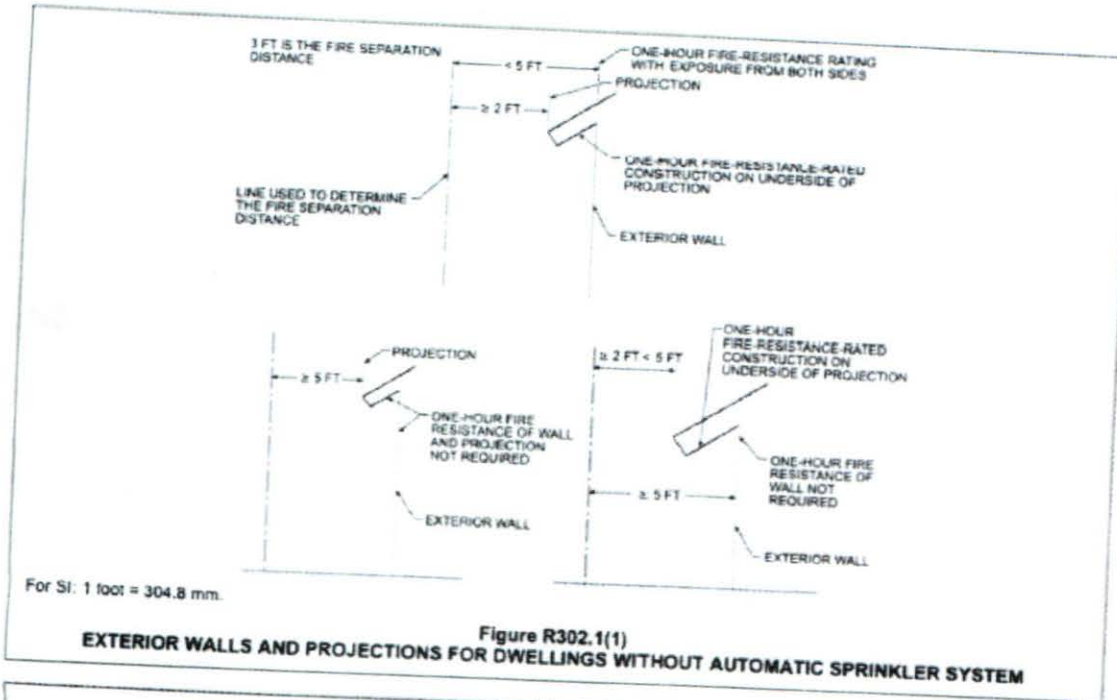 3 FT IS THE FIRE SEPARATION
DISTANCE
< 5 FT
ONE-HOUR FIRE-RESISTANCE RATING
WITH EXPOSURE FROM BOTH SIDES
PROJECTION
≥ 2 FT
ONE-HOUR FIRE-RESISTANCE-RATED
CONSTRUCTION ON UNDERSIDE OF
PROJECTION
LINE USED TO DETERMINE
THE FIRE SEPARATION
DISTANCE
EXTERIOR WALL
PROJECTION
≥ 5 FT
ONE-HOUR FIRE
RESISTANCE OF WALL
AND PROJECTION
NOT REQUIRED
EXTERIOR WALL
≥ 2 FT < 5 FT
ONE-HOUR
FIRE-RESISTANCE-RATED
CONSTRUCTION ON
UNDERSIDE OF PROJECTION
ONE-HOUR FIRE
RESISTANCE OF
WALL NOT
REQUIRED
≥ 5 FT
EXTERIOR WALL
For SI: 1 foot = 304.8 mm.
Figure R302.1(1)
EXTERIOR WALLS AND PROJECTIONS FOR DWELLINGS WITHOUT AUTOMATIC SPRINKLER SYSTEM